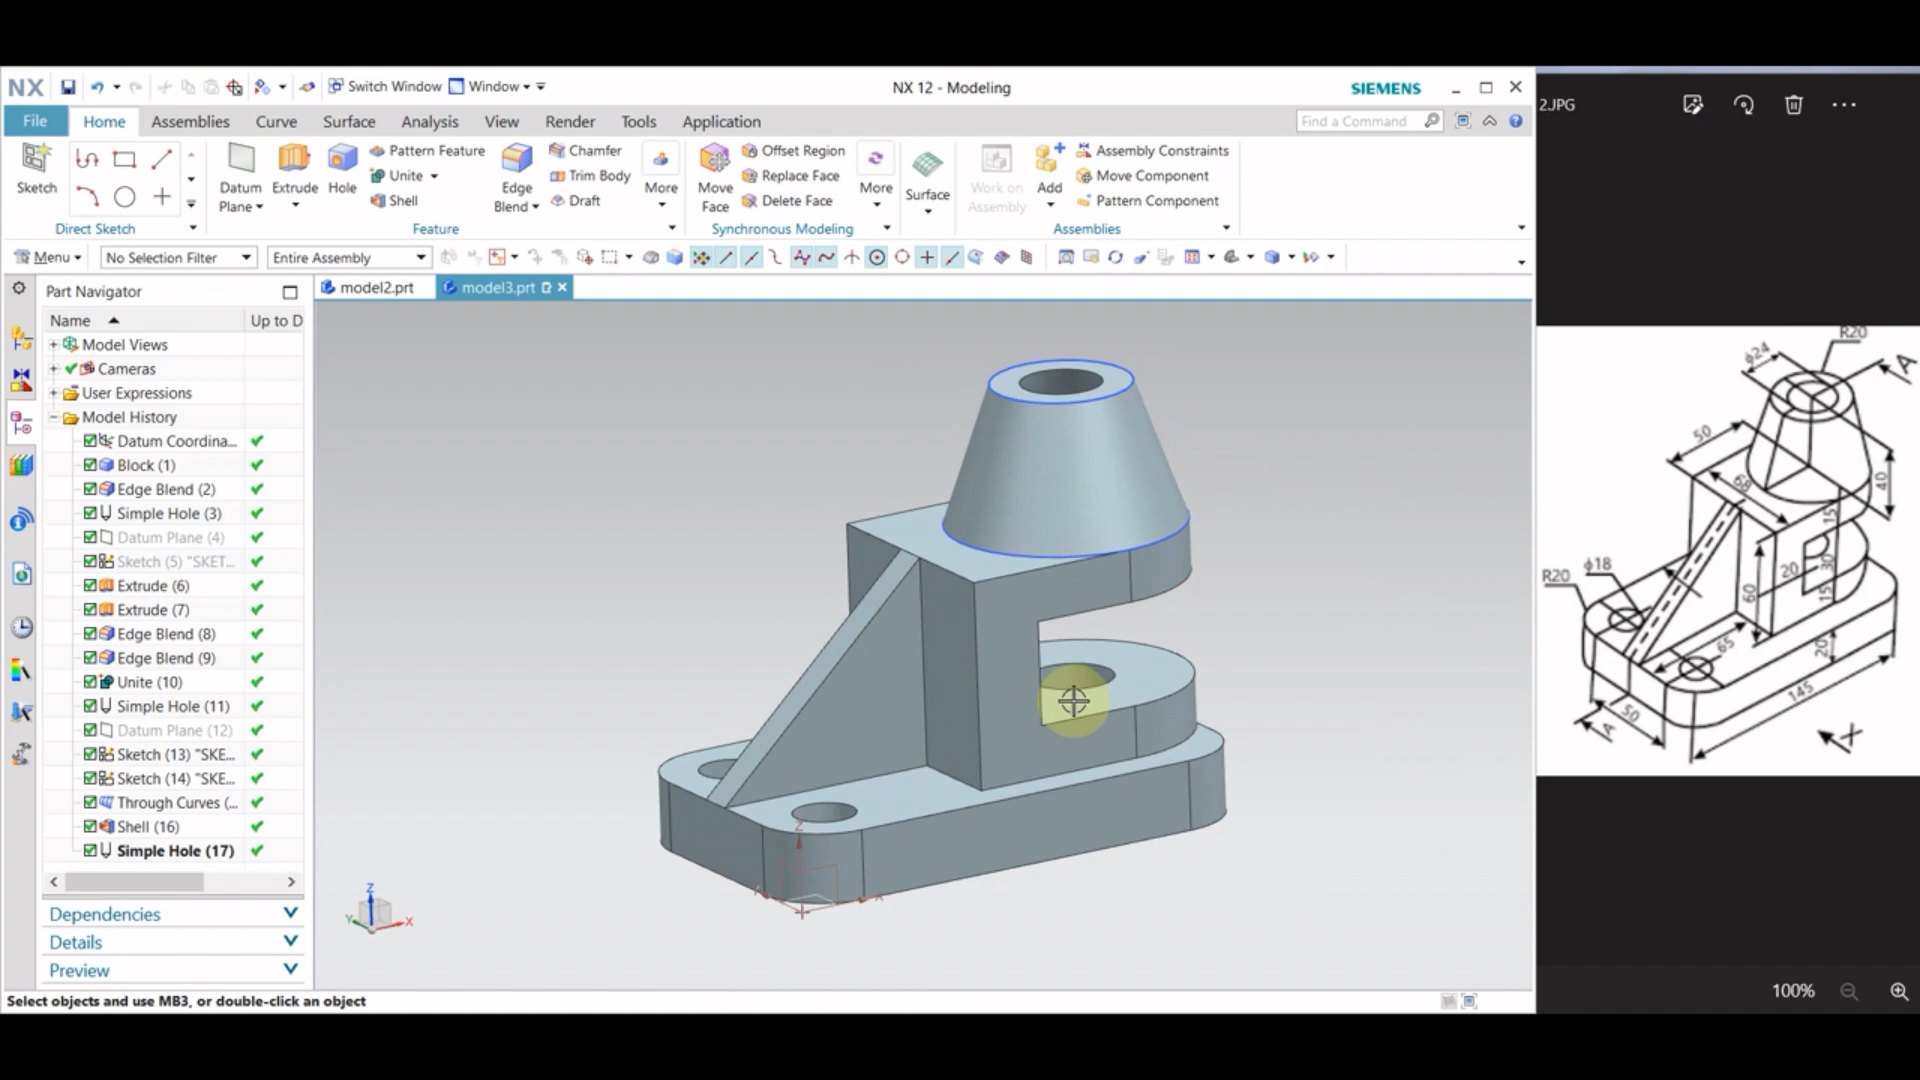 NX
Switch Window
Window
NX 12 - Modeling
SIEMENS
2.JPG
File
Home
Assemblies
Curve
Surface
Analysis
View
Render
Tools
Application
Find a Command
Sketch
Datum Plane
Extrude
Hole
Pattern Feature
Unite
Shell
Edge Blend
Chamfer
Trim Body
Draft
More
Move Face
Offset Region
Replace Face
Delete Face
More
Surface
Work on Assembly
Add
Assembly Constraints
Move Component
Pattern Component
Direct Sketch
Feature
Synchronous Modeling
Assemblies
Menu
No Selection Filter
Entire Assembly
Part Navigator
model2.prt
model3.prt
Name
Up to D
Model Views
Cameras
User Expressions
Model History
Datum Coordina...
Block (1)
Edge Blend (2)
Simple Hole (3)
Datum Plane (4)
Sketch (5) "SKET...
Extrude (6)
Extrude (7)
Edge Blend (8)
Edge Blend (9)
Unite (10)
Simple Hole (11)
Datum Plane (12)
Sketch (13) "SKE...
Sketch (14) "SKE...
Through Curves (...
Shell (16)
Simple Hole (17)
Dependencies
Details
Preview
Select objects and use MB3, or double-click an object
Z
Y
X
Z
X
R20
ϕ24
A
50
68
40
15
R20
ϕ18
20
30
60
15
65
20
50
145
A
X
100%